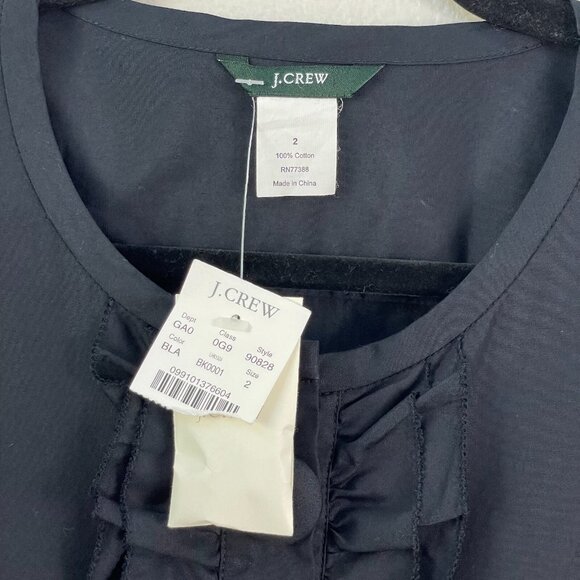 J.CREW
2
100% Cotton
RN77388
Made in China
J.CREW
Dept Class Style
GA0 0G9 90828
Color Size
BLA BK0001 2
099101376604